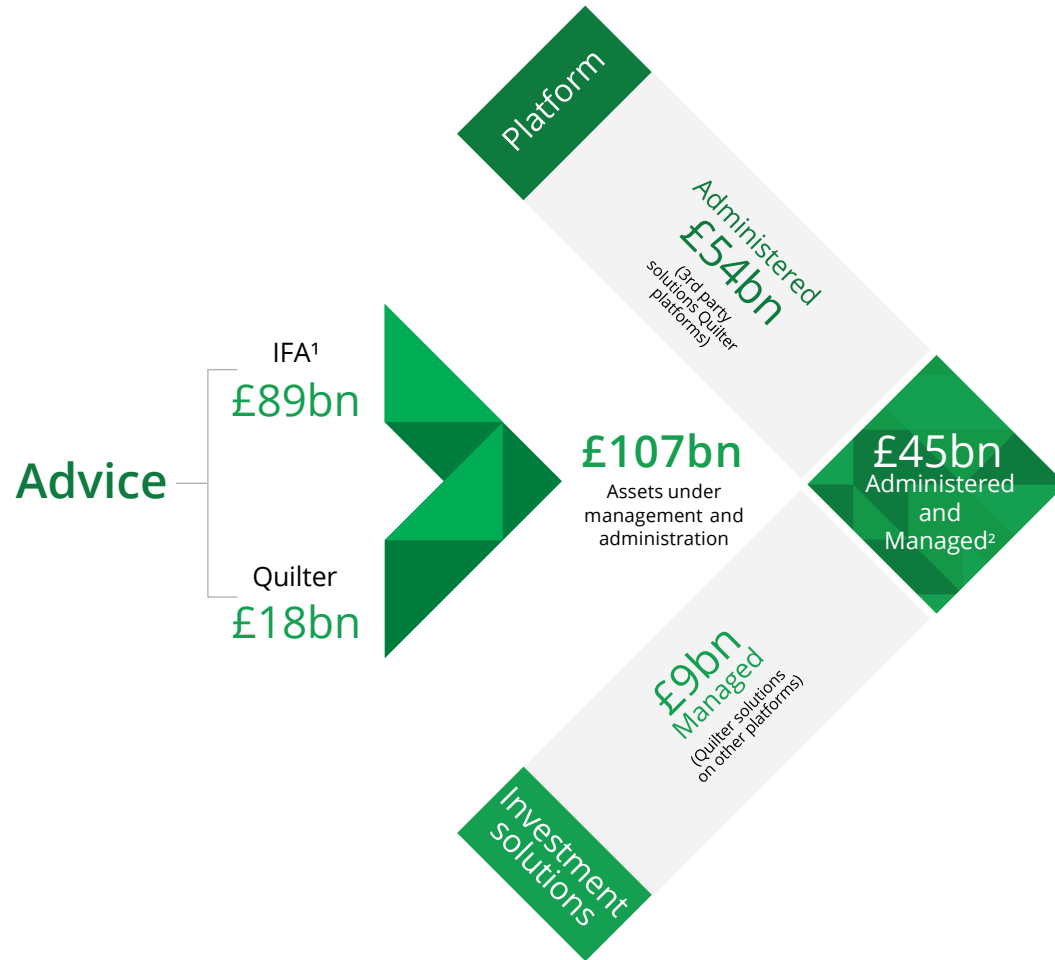 Advice
IFA¹
£89bn
Quilter
£18bn
£107bn
Assets under
management and
administration
Platform
Administered
£54bn
(3rd party
solutions Quilter
platforms)
£45bn
Administered
and
Managed²
£9bn
Managed
(Quilter solutions
on other platforms)
Investment
solutions